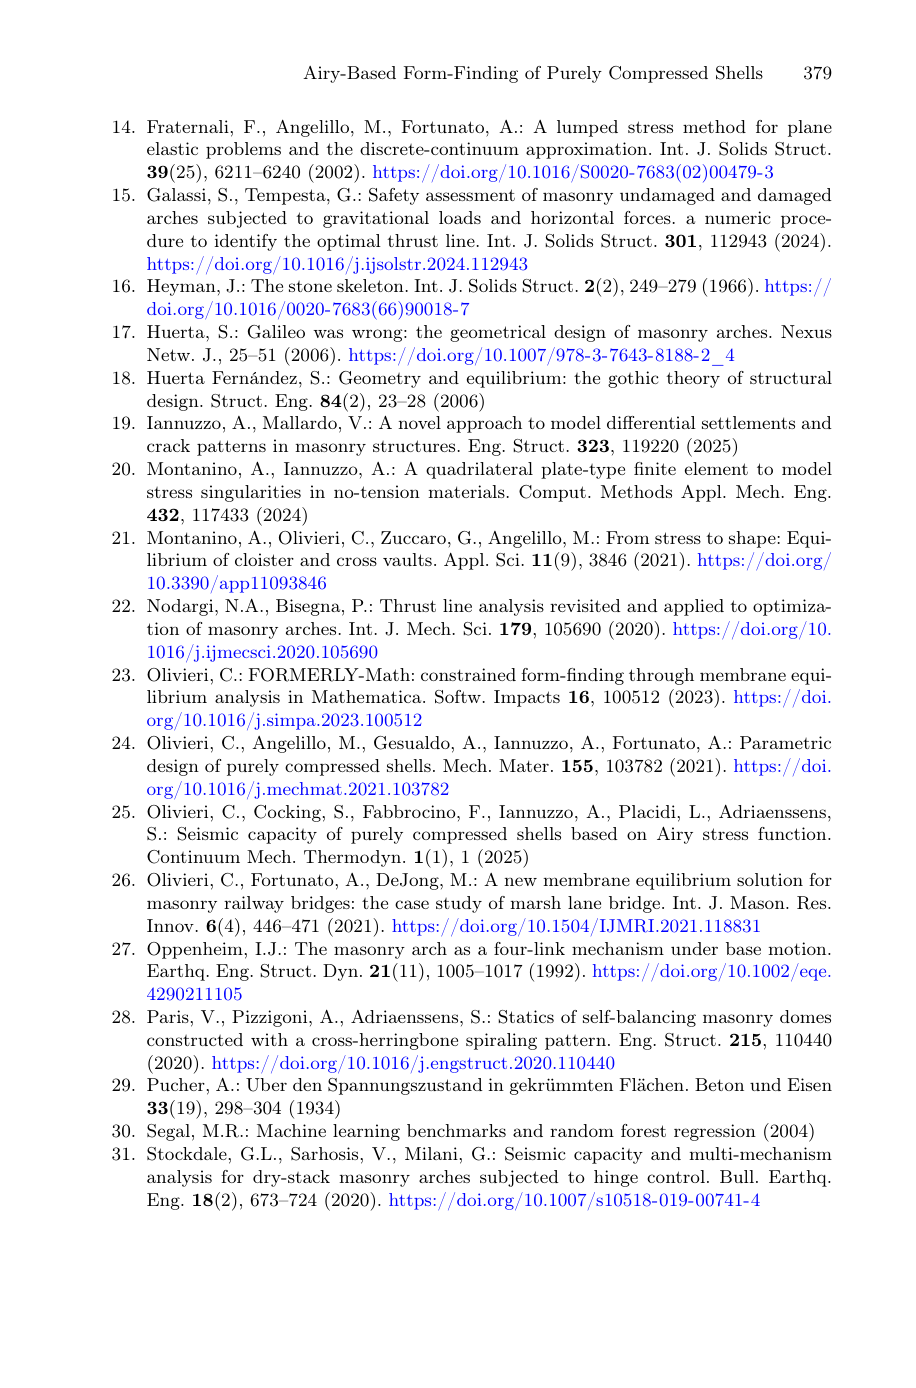 Airy-Based Form-Finding of Purely Compressed Shells 379
14. Fraternali, F., Angelillo, M., Fortunato, A.: A lumped stress method for plane
elastic problems and the discrete-continuum approximation. Int. J. Solids Struct.
39(25), 6211–6240 (2002). https://doi.org/10.1016/S0020-7683(02)00479-3
15. Galassi, S., Tempesta, G.: Safety assessment of masonry undamaged and damaged
arches subjected to gravitational loads and horizontal forces. a numeric proce-
dure to identify the optimal thrust line. Int. J. Solids Struct. 301, 112943 (2024).
https://doi.org/10.1016/j.ijsolstr.2024.112943
16. Heyman, J.: The stone skeleton. Int. J. Solids Struct. 2(2), 249–279 (1966). https://
doi.org/10.1016/0020-7683(66)90018-7
17. Huerta, S.: Galileo was wrong: the geometrical design of masonry arches. Nexus
Netw. J., 25–51 (2006). https://doi.org/10.1007/978-3-7643-8188-2_4
18. Huerta Fernández, S.: Geometry and equilibrium: the gothic theory of structural
design. Struct. Eng. 84(2), 23–28 (2006)
19. Iannuzzo, A., Mallardo, V.: A novel approach to model differential settlements and
crack patterns in masonry structures. Eng. Struct. 323, 119220 (2025)
20. Montanino, A., Iannuzzo, A.: A quadrilateral plate-type finite element to model
stress singularities in no-tension materials. Comput. Methods Appl. Mech. Eng.
432, 117433 (2024)
21. Montanino, A., Olivieri, C., Zuccaro, G., Angelillo, M.: From stress to shape: Equi-
librium of cloister and cross vaults. Appl. Sci. 11(9), 3846 (2021). https://doi.org/
10.3390/app11093846
22. Nodargi, N.A., Bisegna, P.: Thrust line analysis revisited and applied to optimiza-
tion of masonry arches. Int. J. Mech. Sci. 179, 105690 (2020). https://doi.org/10.
1016/j.ijmecsci.2020.105690
23. Olivieri, C.: FORMERLY-Math: constrained form-finding through membrane equi-
librium analysis in Mathematica. Softw. Impacts 16, 100512 (2023). https://doi.
org/10.1016/j.simpa.2023.100512
24. Olivieri, C., Angelillo, M., Gesualdo, A., Iannuzzo, A., Fortunato, A.: Parametric
design of purely compressed shells. Mech. Mater. 155, 103782 (2021). https://doi.
org/10.1016/j.mechmat.2021.103782
25. Olivieri, C., Cocking, S., Fabbrocino, F., Iannuzzo, A., Placidi, L., Adriaenssens,
S.: Seismic capacity of purely compressed shells based on Airy stress function.
Continuum Mech. Thermodyn. 1(1), 1 (2025)
26. Olivieri, C., Fortunato, A., DeJong, M.: A new membrane equilibrium solution for
masonry railway bridges: the case study of marsh lane bridge. Int. J. Mason. Res.
Innov. 6(4), 446–471 (2021). https://doi.org/10.1504/IJMRI.2021.118831
27. Oppenheim, I.J.: The masonry arch as a four-link mechanism under base motion.
Earthq. Eng. Struct. Dyn. 21(11), 1005–1017 (1992). https://doi.org/10.1002/eqe.
4290211105
28. Paris, V., Pizzigoni, A., Adriaenssens, S.: Statics of self-balancing masonry domes
constructed with a cross-herringbone spiraling pattern. Eng. Struct. 215, 110440
(2020). https://doi.org/10.1016/j.engstruct.2020.110440
29. Pucher, A.: Uber den Spannungszustand in gekrümmten Flächen. Beton und Eisen
33(19), 298–304 (1934)
30. Segal, M.R.: Machine learning benchmarks and random forest regression (2004)
31. Stockdale, G.L., Sarhosis, V., Milani, G.: Seismic capacity and multi-mechanism
analysis for dry-stack masonry arches subjected to hinge control. Bull. Earthq.
Eng. 18(2), 673–724 (2020). https://doi.org/10.1007/s10518-019-00741-4